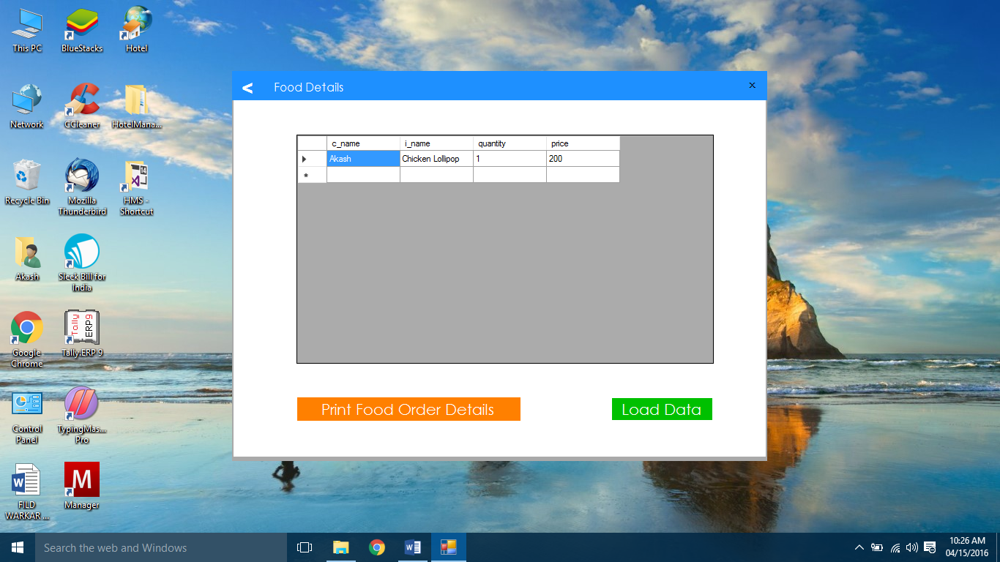 This PC
BlueStacks
Hotel
Network
CCleaner
HotelMana...
Recycle Bin
Mozilla
Thunderbird
14
HMS -
Shortcut
Akash
Sleek Bill for
India
Google
Chrome
Tally
ERP9
Tally.ERP 9
Control
Panel
TypingMas...
Pro
W
FILD
WARKAR ...
M
Manager
< Food Details x
c_name i_name quantity price
Akash Chicken Lollipop 1 200
*
Print Food Order Details Load Data
Search the web and Windows
W
10:26 AM
04/15/2016